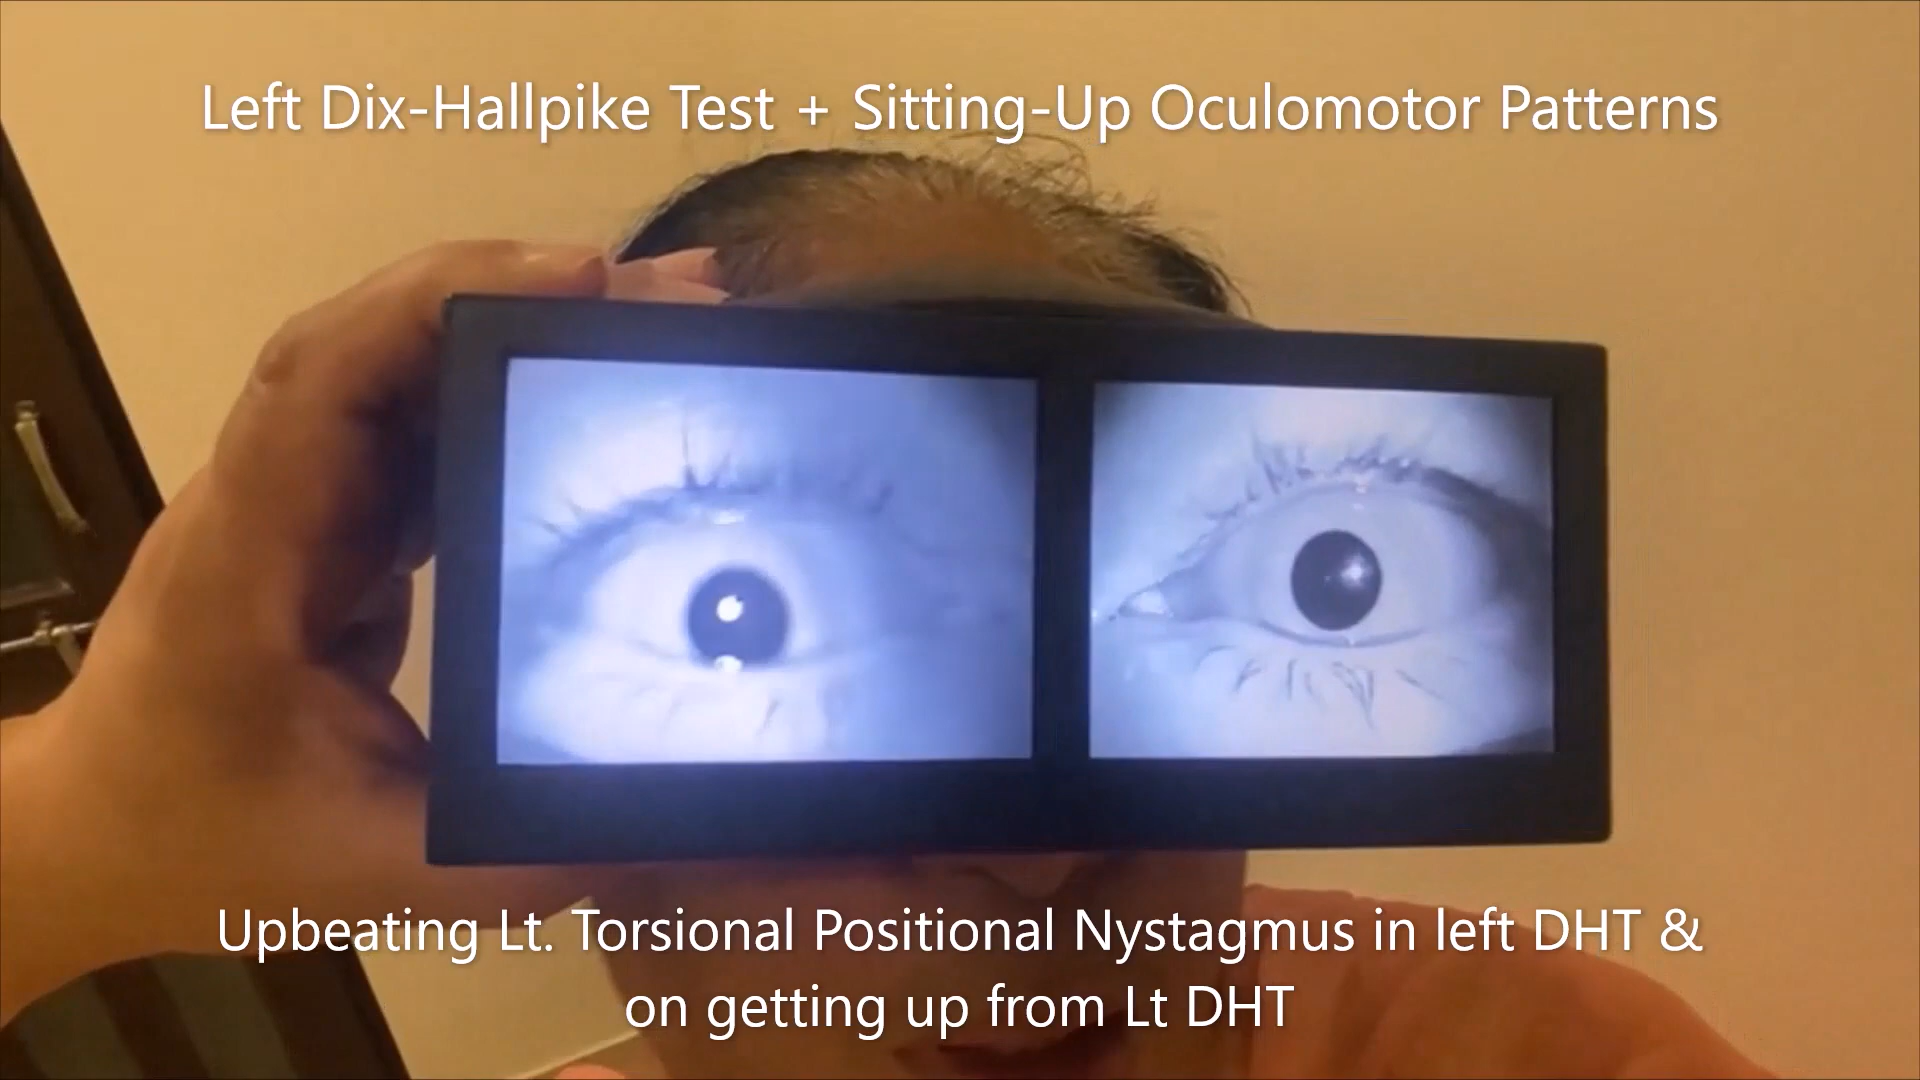 Left Dix-Hallpike Test + Sitting-Up Oculomotor Patterns
Upbeating Lt. Torsional Positional Nystagmus in left DHT &
on getting up from Lt DHT